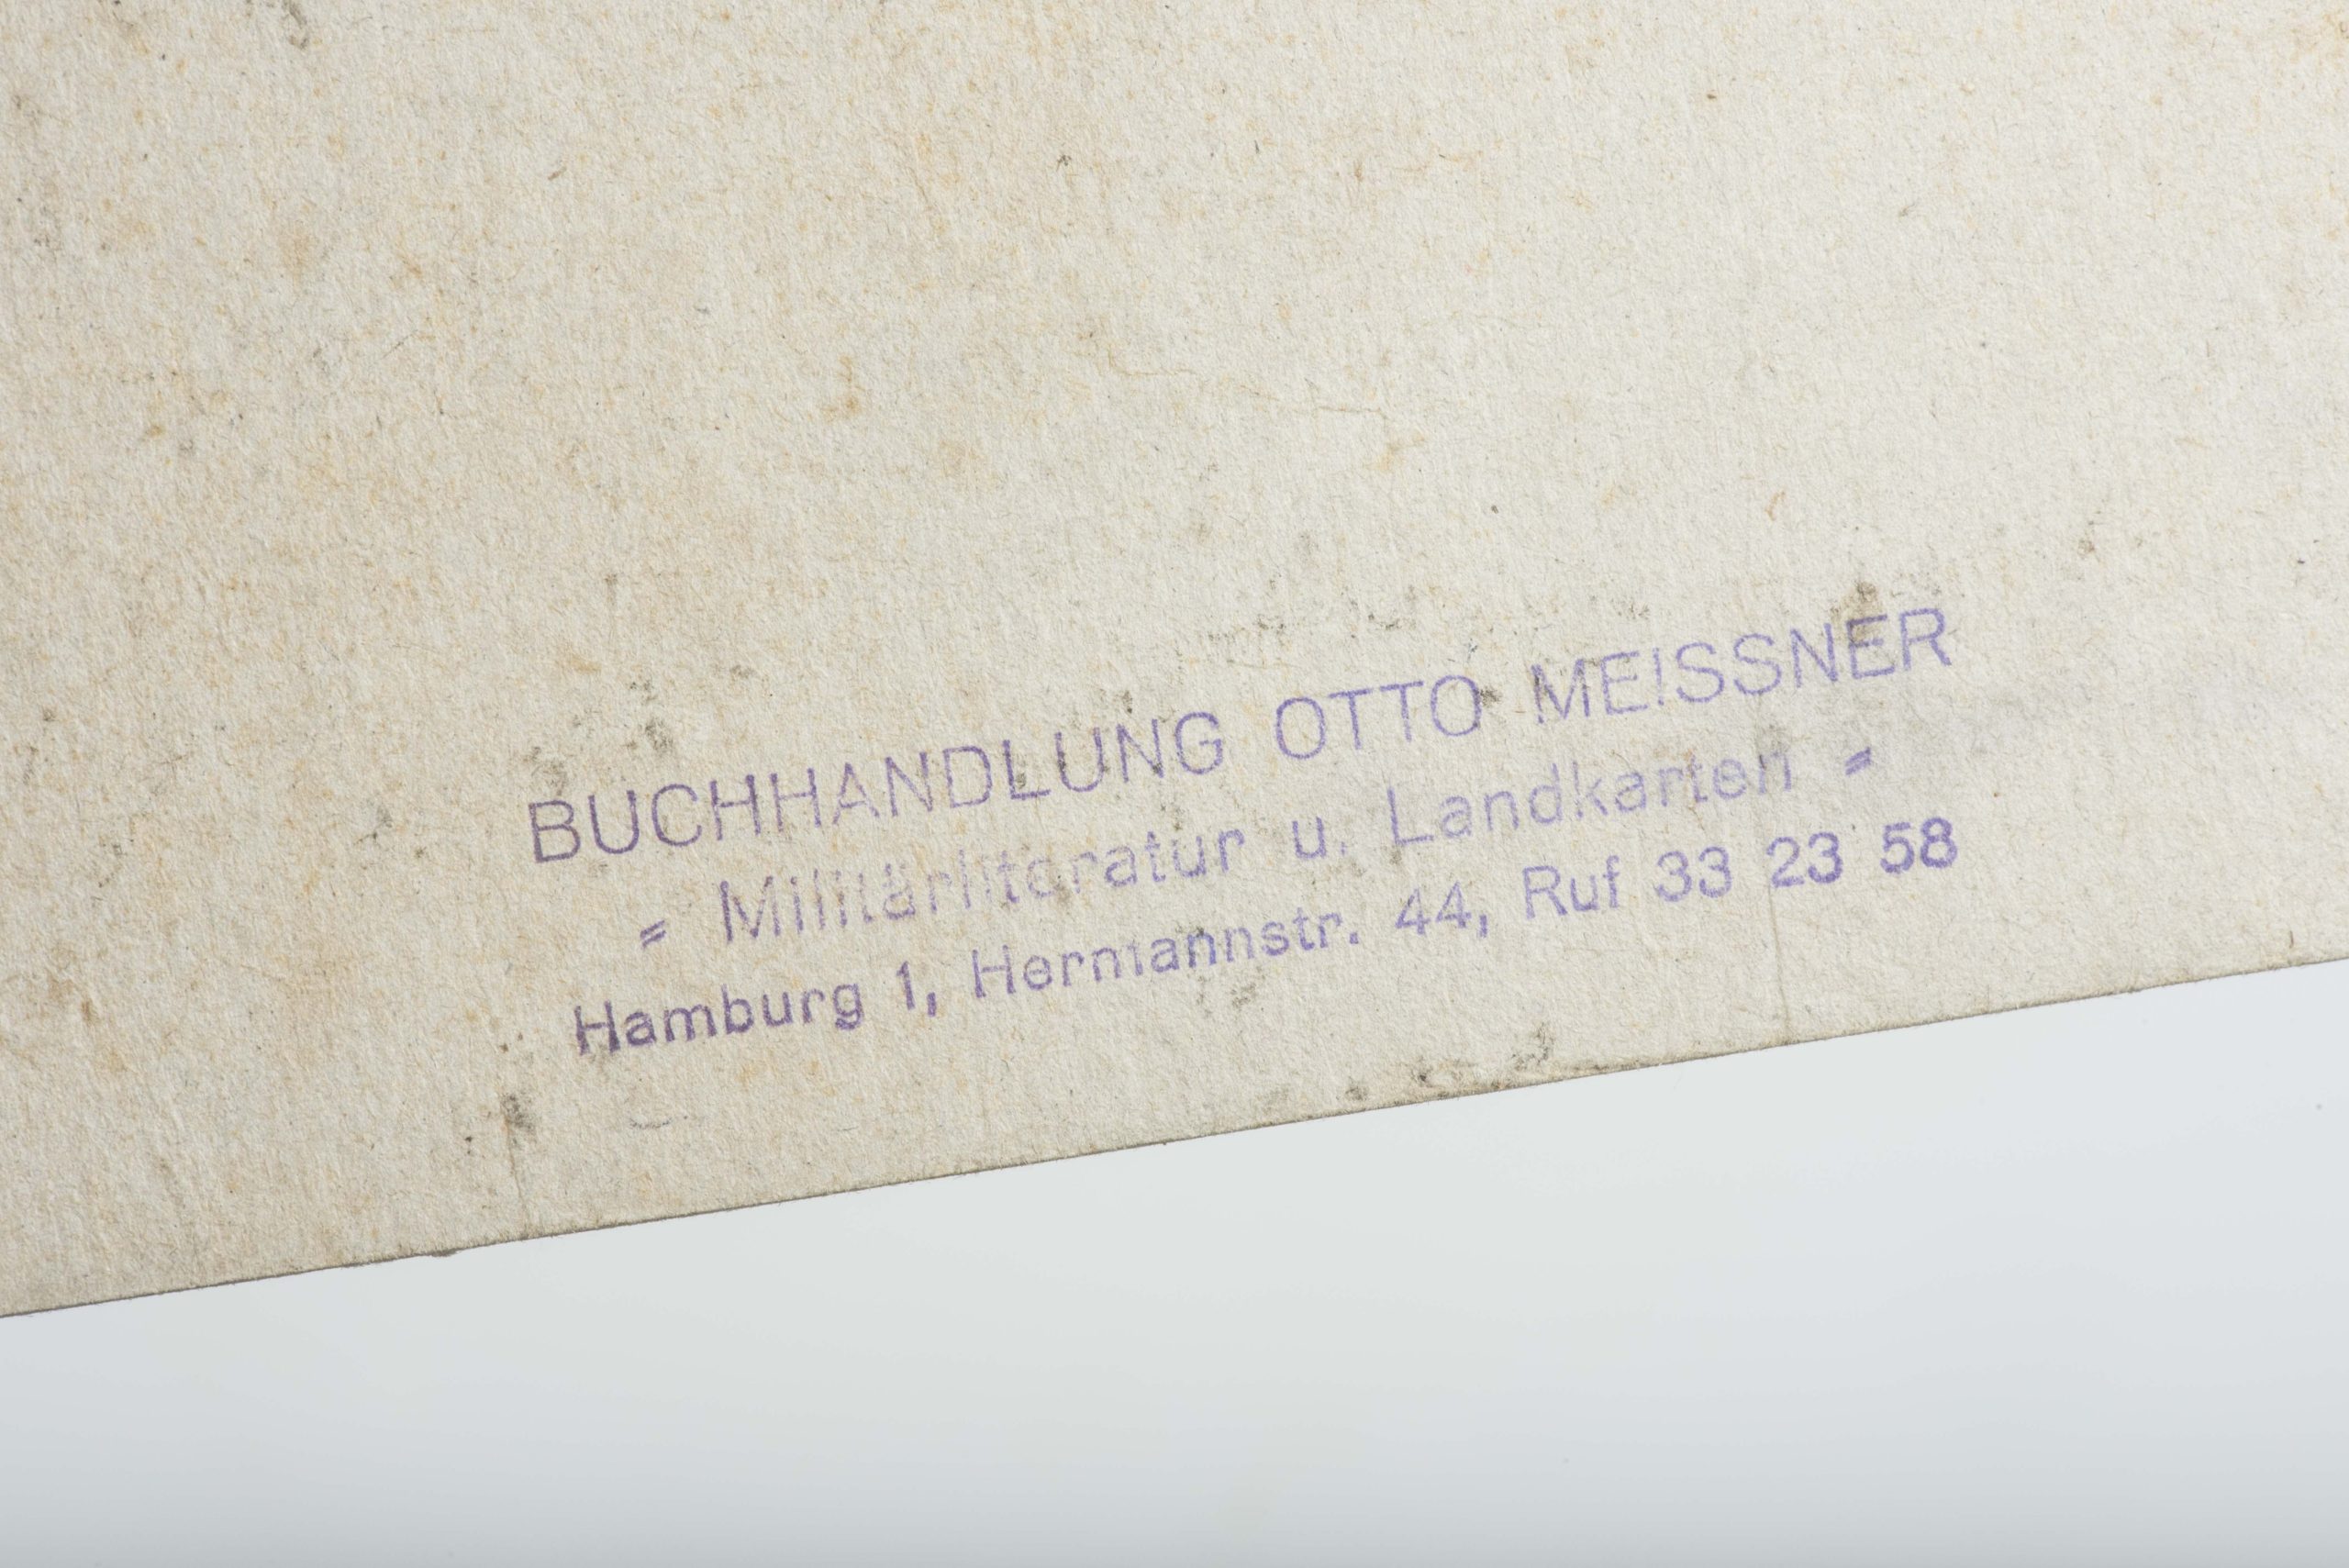 BUCHHANDLUNG OTTO MEISSNER
= Militärliteratur u. Landkarten =
Hamburg 1, Hermannstr. 44, Ruf 33 23 58